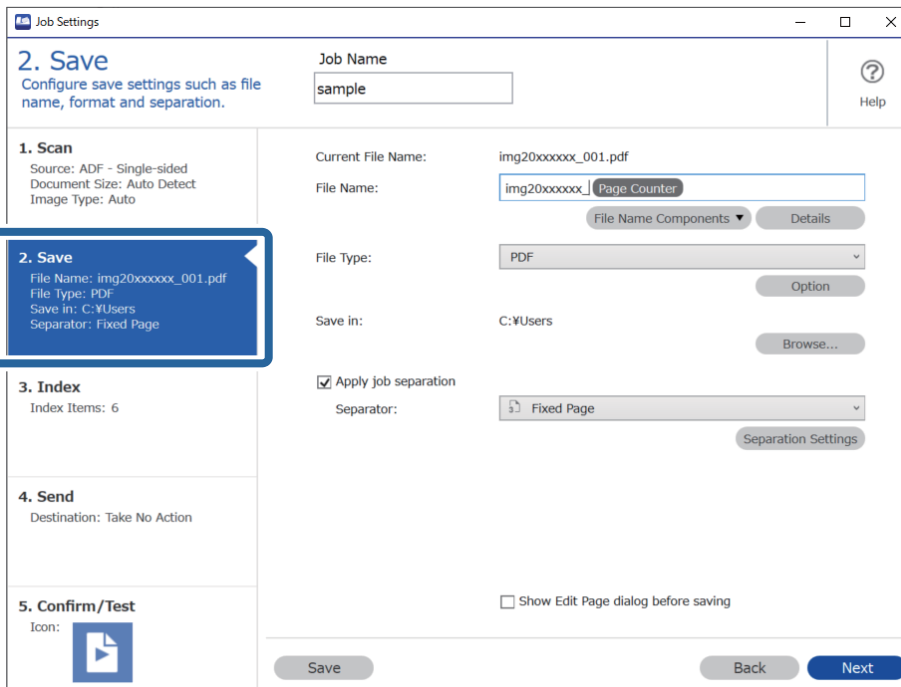 Job Settings
2. Save
Configure save settings such as file
name, format and separation.
Job Name
sample
Help
1. Scan
Source: ADF - Single-sided
Document Size: Auto Detect
Image Type: Auto
2. Save
File Name: img20xxxxxx_001.pdf
File Type: PDF
Save in: C:¥Users
Separator: Fixed Page
3. Index
Index Items: 6
4. Send
Destination: Take No Action
5. Confirm/Test
Icon:
Current File Name: img20xxxxxx_001.pdf
File Name: img20xxxxxx_ Page Counter
File Name Components ▼ Details
File Type: PDF
Option
Save in: C:¥Users
Browse...
Apply job separation
Separator: Fixed Page
Separation Settings
Show Edit Page dialog before saving
Save Back Next